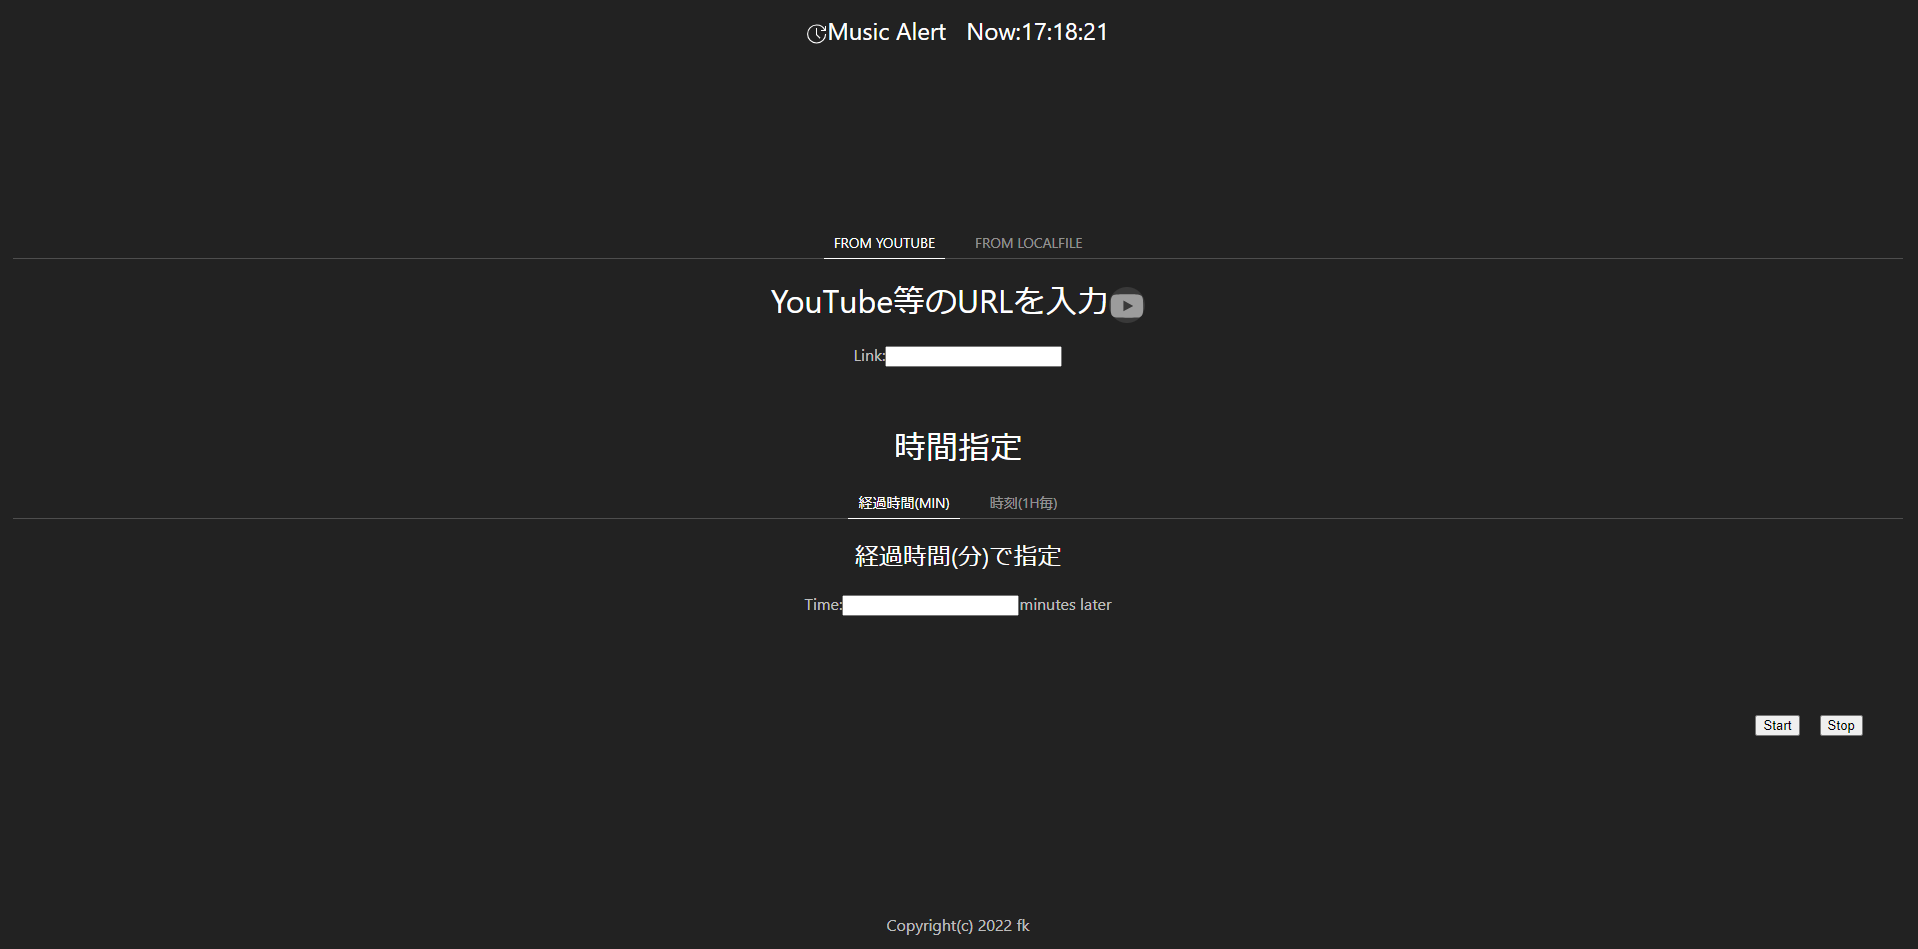 Music Alert Now:17:18:21
FROM YOUTUBE FROM LOCALFILE
YouTube等のURLを入力
Link:
時間指定
経過時間(MIN) 時刻(1H毎)
経過時間(分)で指定
Time: minutes later
Start Stop
Copyright(c) 2022 fk